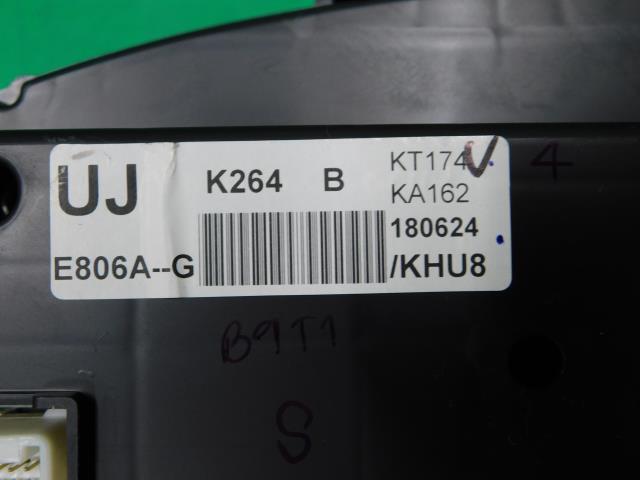 UJ K264 B KT174 4
KA162
180624
E806A--G /KHU8
B9T1
S